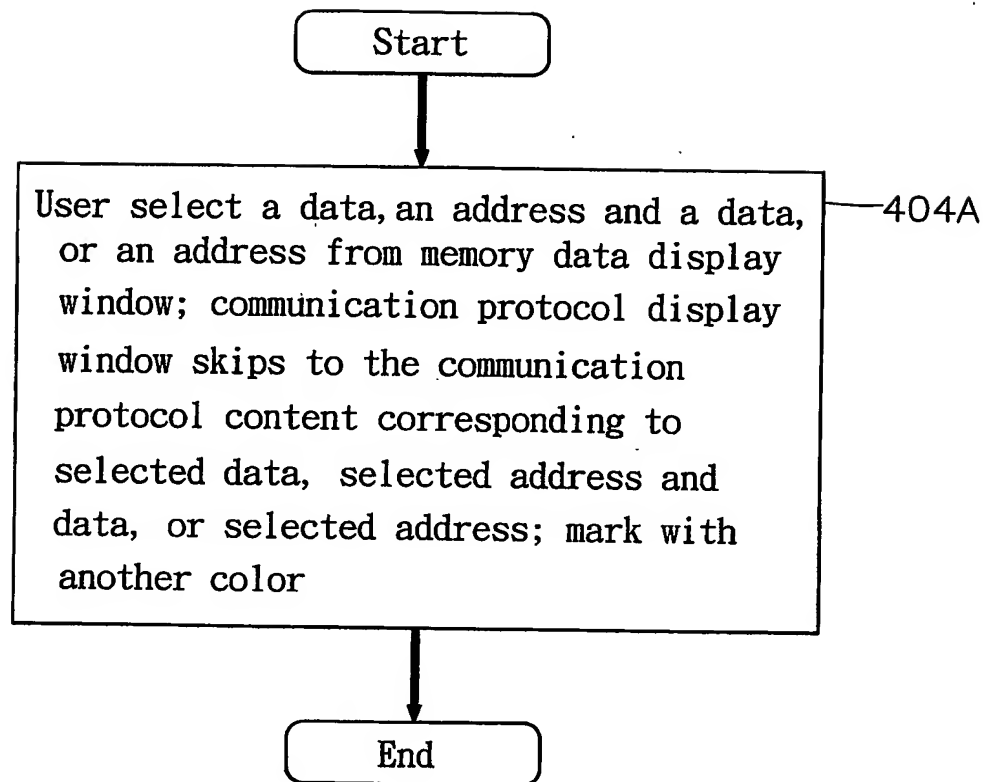 Start
User select a data, an address and a data,
or an address from memory data display
window; communication protocol display
window skips to the communication
protocol content corresponding to
selected data, selected address and
data, or selected address; mark with
another color
404A
End